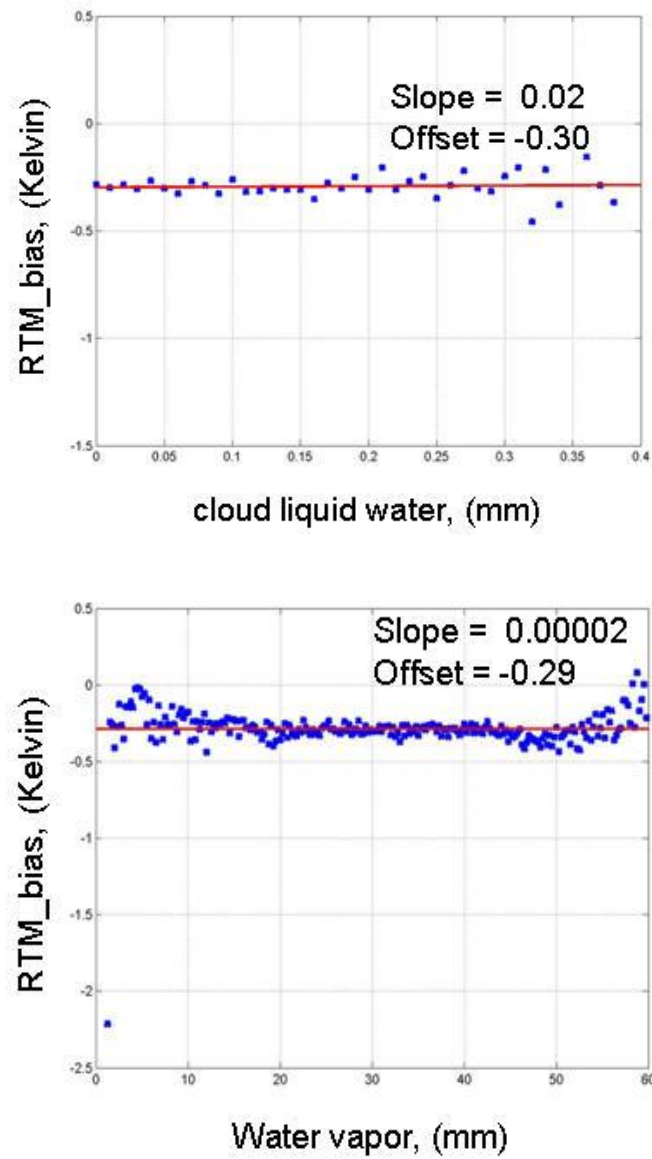 0.5
Slope = 0.02
0
Offset = -0.30
RTM_bias, (Kelvin)
-0.5
-1
-1.5
0 0.05 0.1 0.15 0.2 0.25 0.3 0.35 0.4
cloud liquid water, (mm)
0.5
Slope = 0.00002
0
Offset = -0.29
RTM_bias, (Kelvin)
-0.5
-1
-1.5
-2
-2.5
0 10 20 30 40 50 60
Water vapor, (mm)